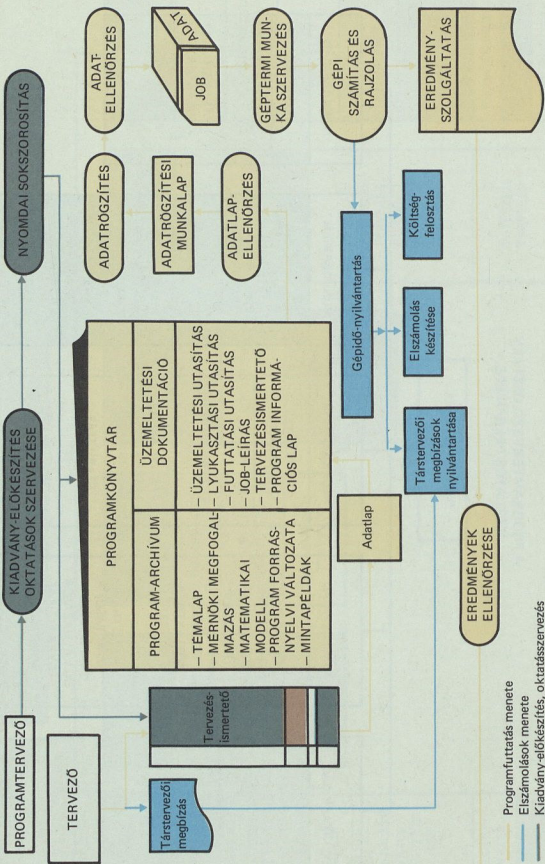 PROGRAMTERVEZŐ
KIADVÁNY-ELŐKÉSZÍTÉS
OKTATÁSOK SZERVEZÉSE
NYOMDAI SOKSZOROSÍTÁS
TERVEZŐ
Társtervezői
megbízás
Tervezés-
ismertető
PROGRAMKÖNYVTÁR
PROGRAM-ARCHÍVUM
— TÉMALAP
— MÉRNÖKI MEGFOGAL-
MAZÁS
— MATEMATIKAI
MODELL
— PROGRAM FORRÁS-
NYELVI VÁLTOZATA
— MINTAPÉLDÁK
ÜZEMELTETÉSI
DOKUMENTÁCIÓ
— ÜZEMELTETÉSI UTASÍTÁS
— LYUKASZTÁSI UTASÍTÁS
— FUTTATÁSI UTASÍTÁS
— JOB-LEÍRÁS
— TERVEZÉSISMERTETŐ
— PROGRAM INFORMÁ-
CIÓS LAP
ADATRÖGZÍTÉS
ADATRÖGZÍTÉSI
MUNKALAP
ADATLAP-
ELLENŐRZÉS
ADAT-
ELLENŐRZÉS
JOB
ADAT
GÉPTERMI MUN-
KASZERVEZÉS
GÉPI
SZÁMÍTÁS ÉS
RAJZOLÁS
EREDMÉNY-
SZOLGÁLTATÁS
Adatlap
Gépidő-nyilvántartás
Társtervezői
megbízások
nyilvántartása
Elszámolás
készítése
Költség-
felosztás
EREDMÉNYEK
ELLENŐRZÉSE
Programfuttatás menete
Elszámolások menete
Kiadvány-előkészítés, oktatásszervezés